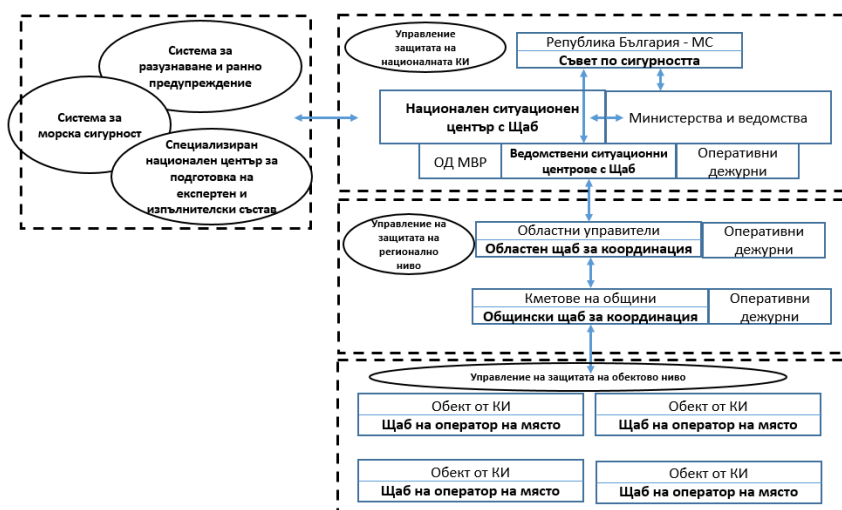 Система за
разузнаване и ранно
предупреждение
Система за
морска сигурност
Специализиран
национален център за
подготовка на
експертен и
изпълнителски състав
Управление
защитата на
националната КИ
Република България - МС
Съвет по сигурността
Национален ситуационен
център с Щаб
Министерства и ведомства
ОД МВР
Ведомствени ситуационни
центрове с Щаб
Оперативни
дежурни
Управление на
защитата на
регионално
ниво
Областни управители
Областен щаб за координация
Оперативни
дежурни
Кметове на общини
Общински щаб за координация
Оперативни
дежурни
Управление на защитата на обектово ниво
Обект от КИ
Щаб на оператор на място
Обект от КИ
Щаб на оператор на място
Обект от КИ
Щаб на оператор на място
Обект от КИ
Щаб на оператор на място